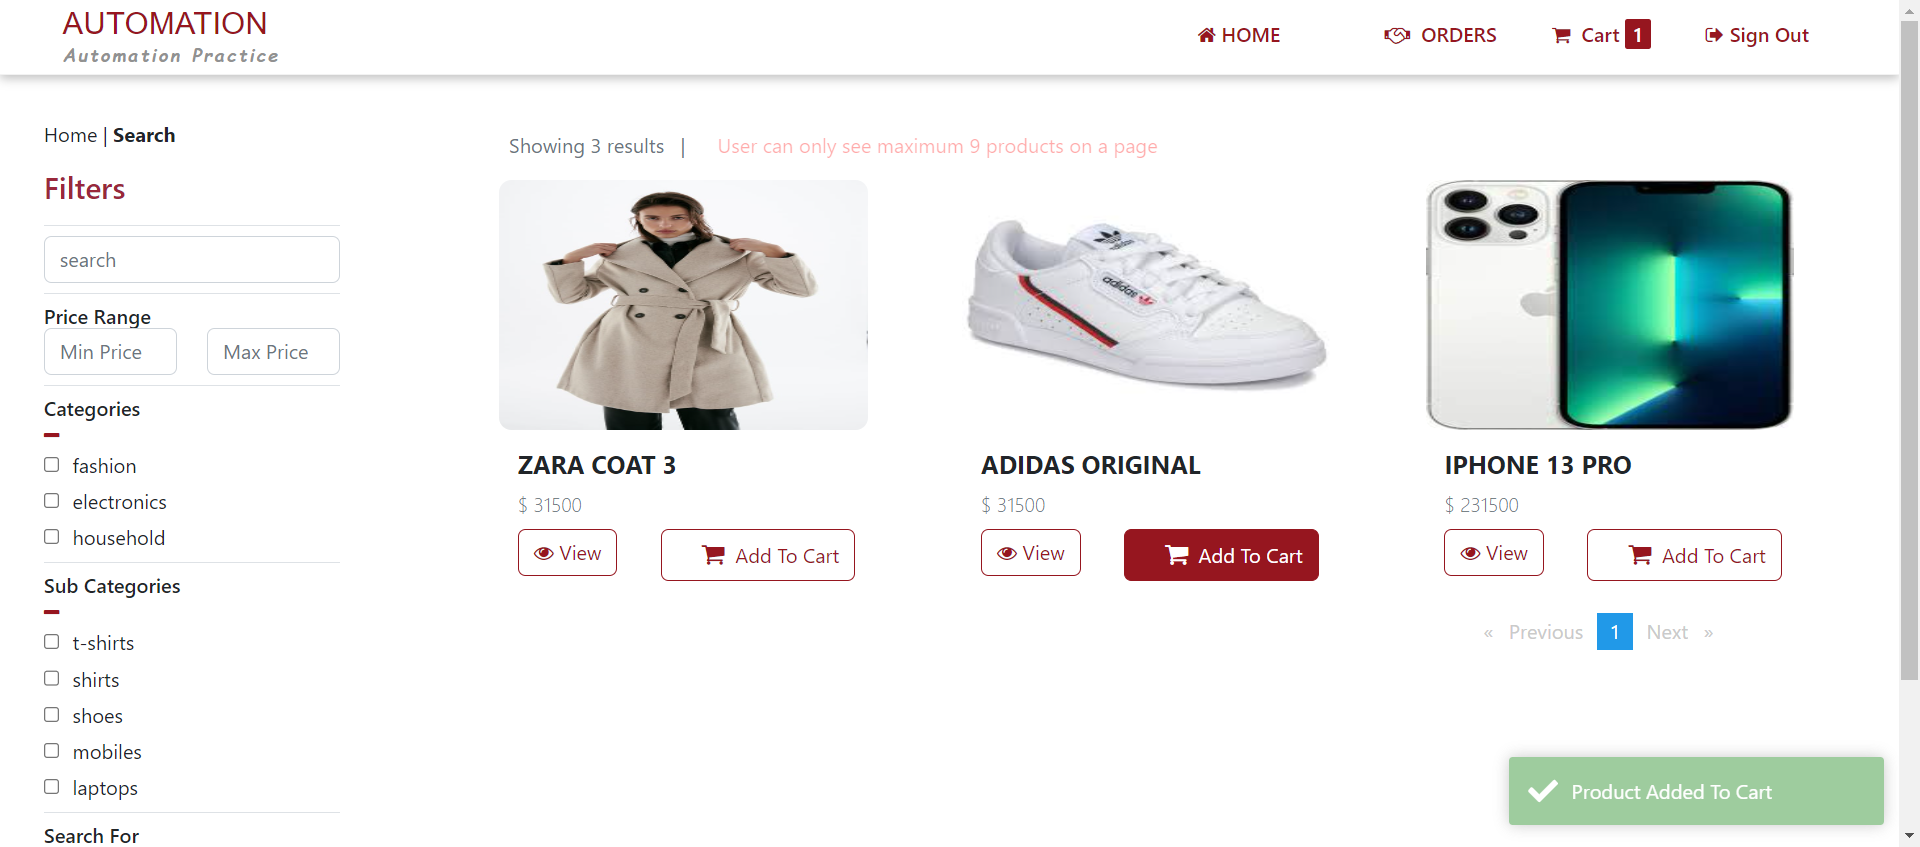 AUTOMATION
Automation Practice
HOME
ORDERS
Cart 1
Sign Out
Home | Search
Filters
search
Price Range
Min Price
Max Price
Categories
fashion
electronics
household
Sub Categories
t-shirts
shirts
shoes
mobiles
laptops
Search For
Showing 3 results |
User can only see maximum 9 products on a page
adidas
adidas
ZARA COAT 3
$ 31500
View
Add To Cart
ADIDAS ORIGINAL
$ 31500
View
Add To Cart
IPHONE 13 PRO
$ 231500
View
Add To Cart
« Previous 1 Next »
Product Added To Cart